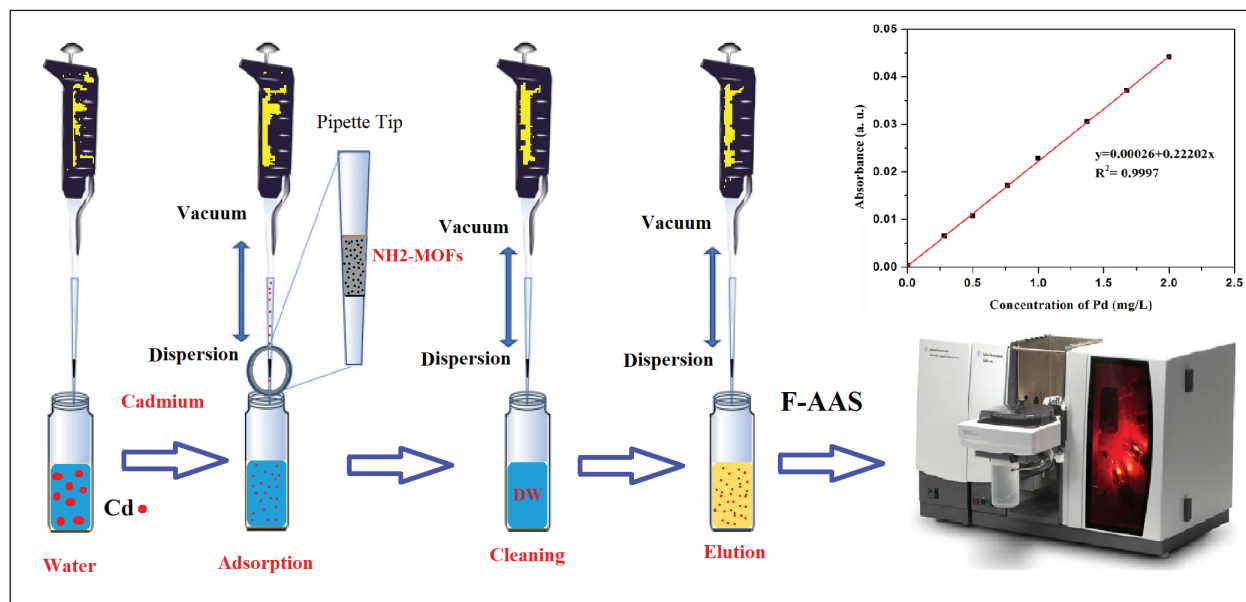 Pipette Tip
Vacuum
NH2-MOFs
Dispersion
Vacuum
Dispersion
Vacuum
Dispersion
Cadmium
Cd
DW
F-AAS
Water
Adsorption
Cleaning
Elution
0.05
0.04
0.03
0.02
0.01
0.00
Absorbance (a. u.)
y=0.00026+0.22202x
R²= 0.9997
0.0
0.5
1.0
1.5
2.0
2.5
Concentration of Pd (mg/L)